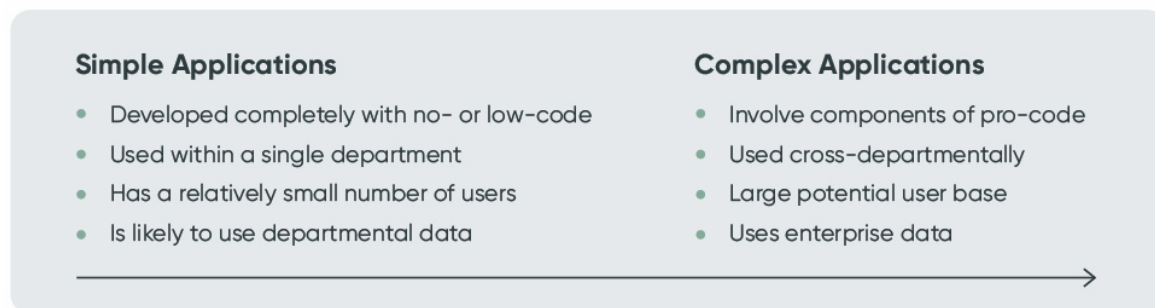 Simple Applications
Developed completely with no- or low-code
Used within a single department
Has a relatively small number of users
Is likely to use departmental data
Complex Applications
Involve components of pro-code
Used cross-departmentally
Large potential user base
Uses enterprise data